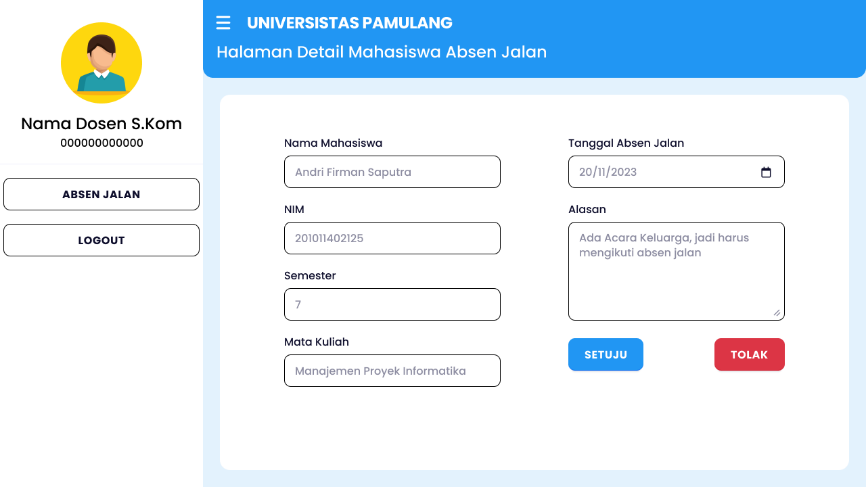 UNIVERSISTAS PAMULANG
Halaman Detail Mahasiswa Absen Jalan
Nama Dosen S.Kom
000000000000
ABSEN JALAN
LOGOUT
Nama Mahasiswa
Andri Firman Saputra
NIM
201011402125
Semester
7
Mata Kuliah
Manajemen Proyek Informatika
Tanggal Absen Jalan
20/11/2023
Alasan
Ada Acara Keluarga, jadi harus
mengikuti absen jalan
SETUJU
TOLAK